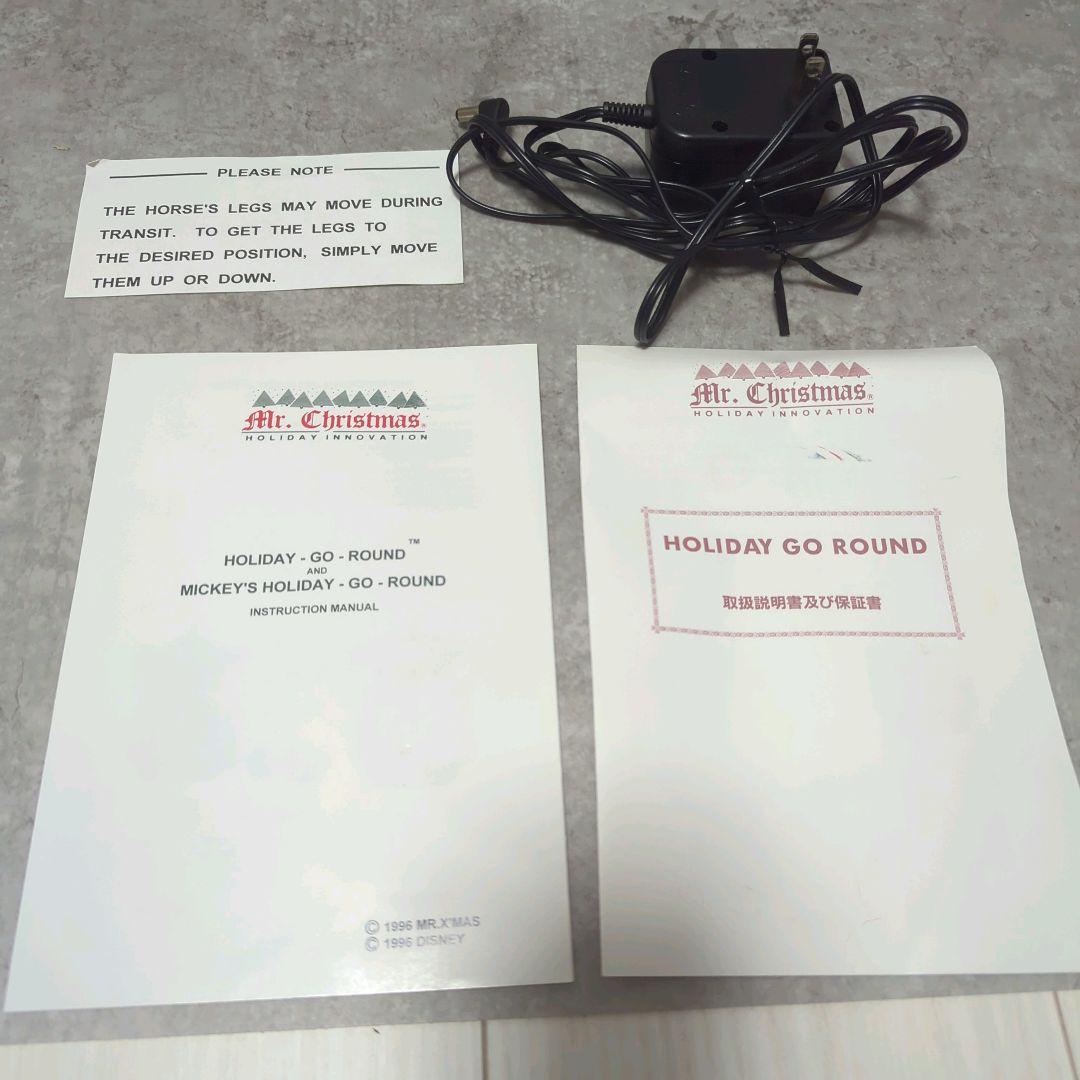 PLEASE NOTE
THE HORSE'S LEGS MAY MOVE DURING
TRANSIT. TO GET THE LEGS TO
THE DESIRED POSITION, SIMPLY MOVE
THEM UP OR DOWN.
Mr. Christmas®
HOLIDAY INNOVATION
HOLIDAY - GO - ROUND™
AND
MICKEY'S HOLIDAY - GO - ROUND
INSTRUCTION MANUAL
© 1996 MR.X'MAS
© 1996 DISNEY
Mr. Christmas®
HOLIDAY INNOVATION
HOLIDAY GO ROUND
取扱説明書及び保証書